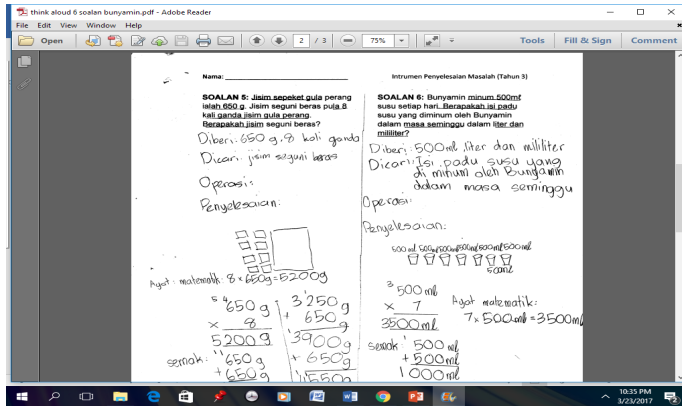 think aloud 6 soalan bunyamin.pdf - Adobe Reader
File Edit View Window Help
Open 2 / 3 75% Tools Fill & Sign Comment
Nama:
SOALAN 5: Jisim sepeket gula perang
ialah 650 g. Jisim seguni beras pula 8
kali ganda jisim gula perang.
Berapakah jisim seguni beras?
Diberi: 650 g, 8 kali ganda
Dicari: jisim seguni beras
Operasi:
Penyelesaian:
Ayat matematik: 8 x 650g = 5200g
5 4
650 g
x 8
5200 g
semak: 1 1
650 g
+ 650 g
3250 g
+ 650 g
3900 g
+ 650 g
Intrumen Penyelesaian Masalah (Tahun 3)
SOALAN 6: Bunyamin minum 500mℓ
susu setiap hari. Berapakah isi padu
susu yang diminum oleh Bunyamin
dalam masa seminggu dalam liter dan
mililiter?
Diberi: 500ml, liter dan mililiter
Dicari: Isi padu susu yang
di minum oleh Bunyamin
dalam masa seminggu
Operasi:
Penyelesaian:
500ml 500ml 500ml 500ml 500ml 500ml
500ml
3
500 ml
x 7
3500 ml
Ayat matematik:
7 x 500ml = 3500ml
semak: 1
500 ml
+ 500 ml
1000 ml
10:35 PM
3/23/2017